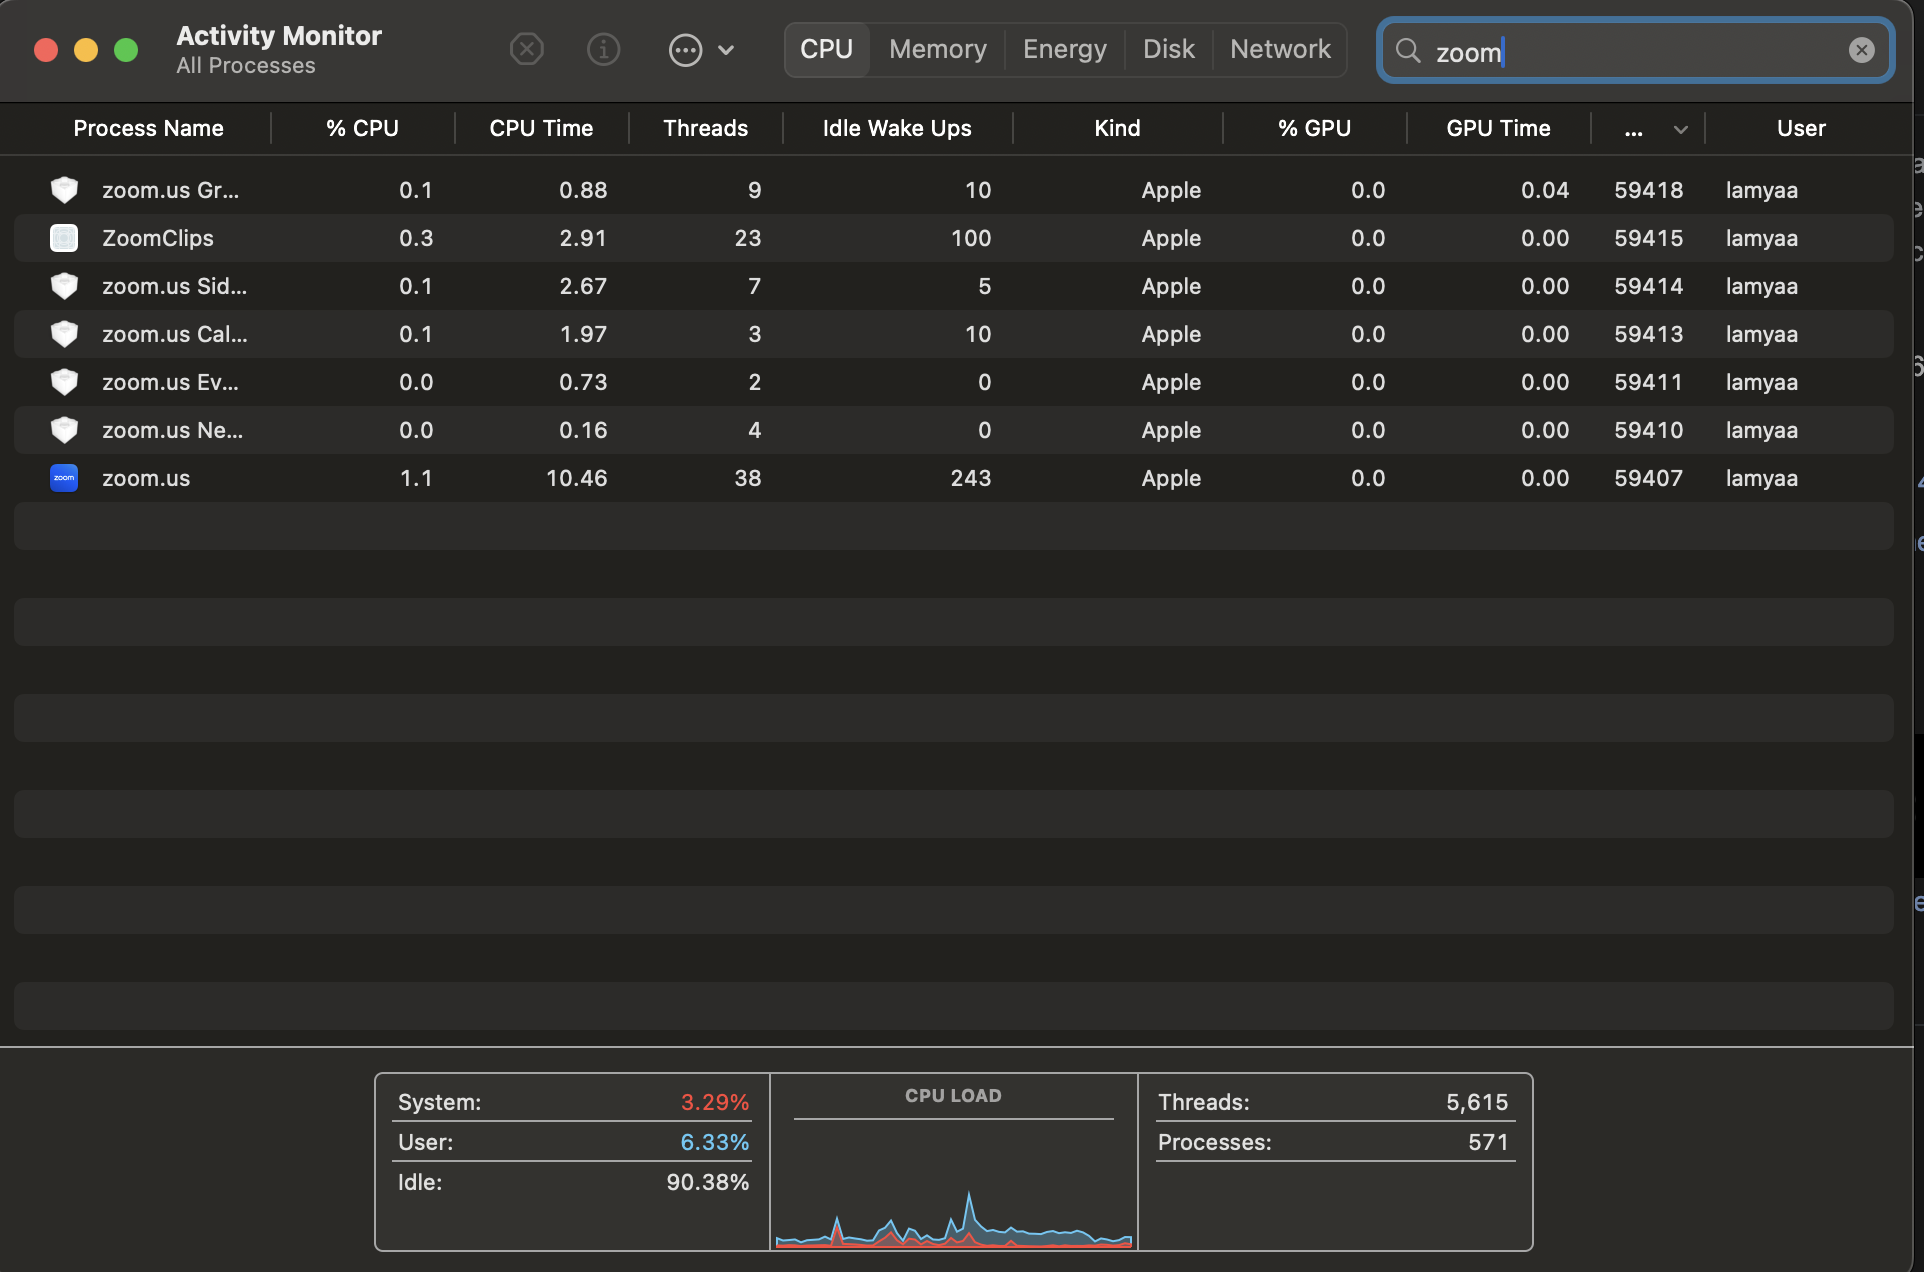 Activity Monitor
All Processes
CPU Memory Energy Disk Network
zoom
Process Name % CPU CPU Time Threads Idle Wake Ups Kind % GPU GPU Time ... User
zoom.us Gr... 0.1 0.88 9 10 Apple 0.0 0.04 59418 lamyaa
ZoomClips 0.3 2.91 23 100 Apple 0.0 0.00 59415 lamyaa
zoom.us Sid... 0.1 2.67 7 5 Apple 0.0 0.00 59414 lamyaa
zoom.us Cal... 0.1 1.97 3 10 Apple 0.0 0.00 59413 lamyaa
zoom.us Ev... 0.0 0.73 2 0 Apple 0.0 0.00 59411 lamyaa
zoom.us Ne... 0.0 0.16 4 0 Apple 0.0 0.00 59410 lamyaa
zoom zoom.us 1.1 10.46 38 243 Apple 0.0 0.00 59407 lamyaa
System: 3.29% CPU LOAD Threads: 5,615
User: 6.33% Processes: 571
Idle: 90.38%